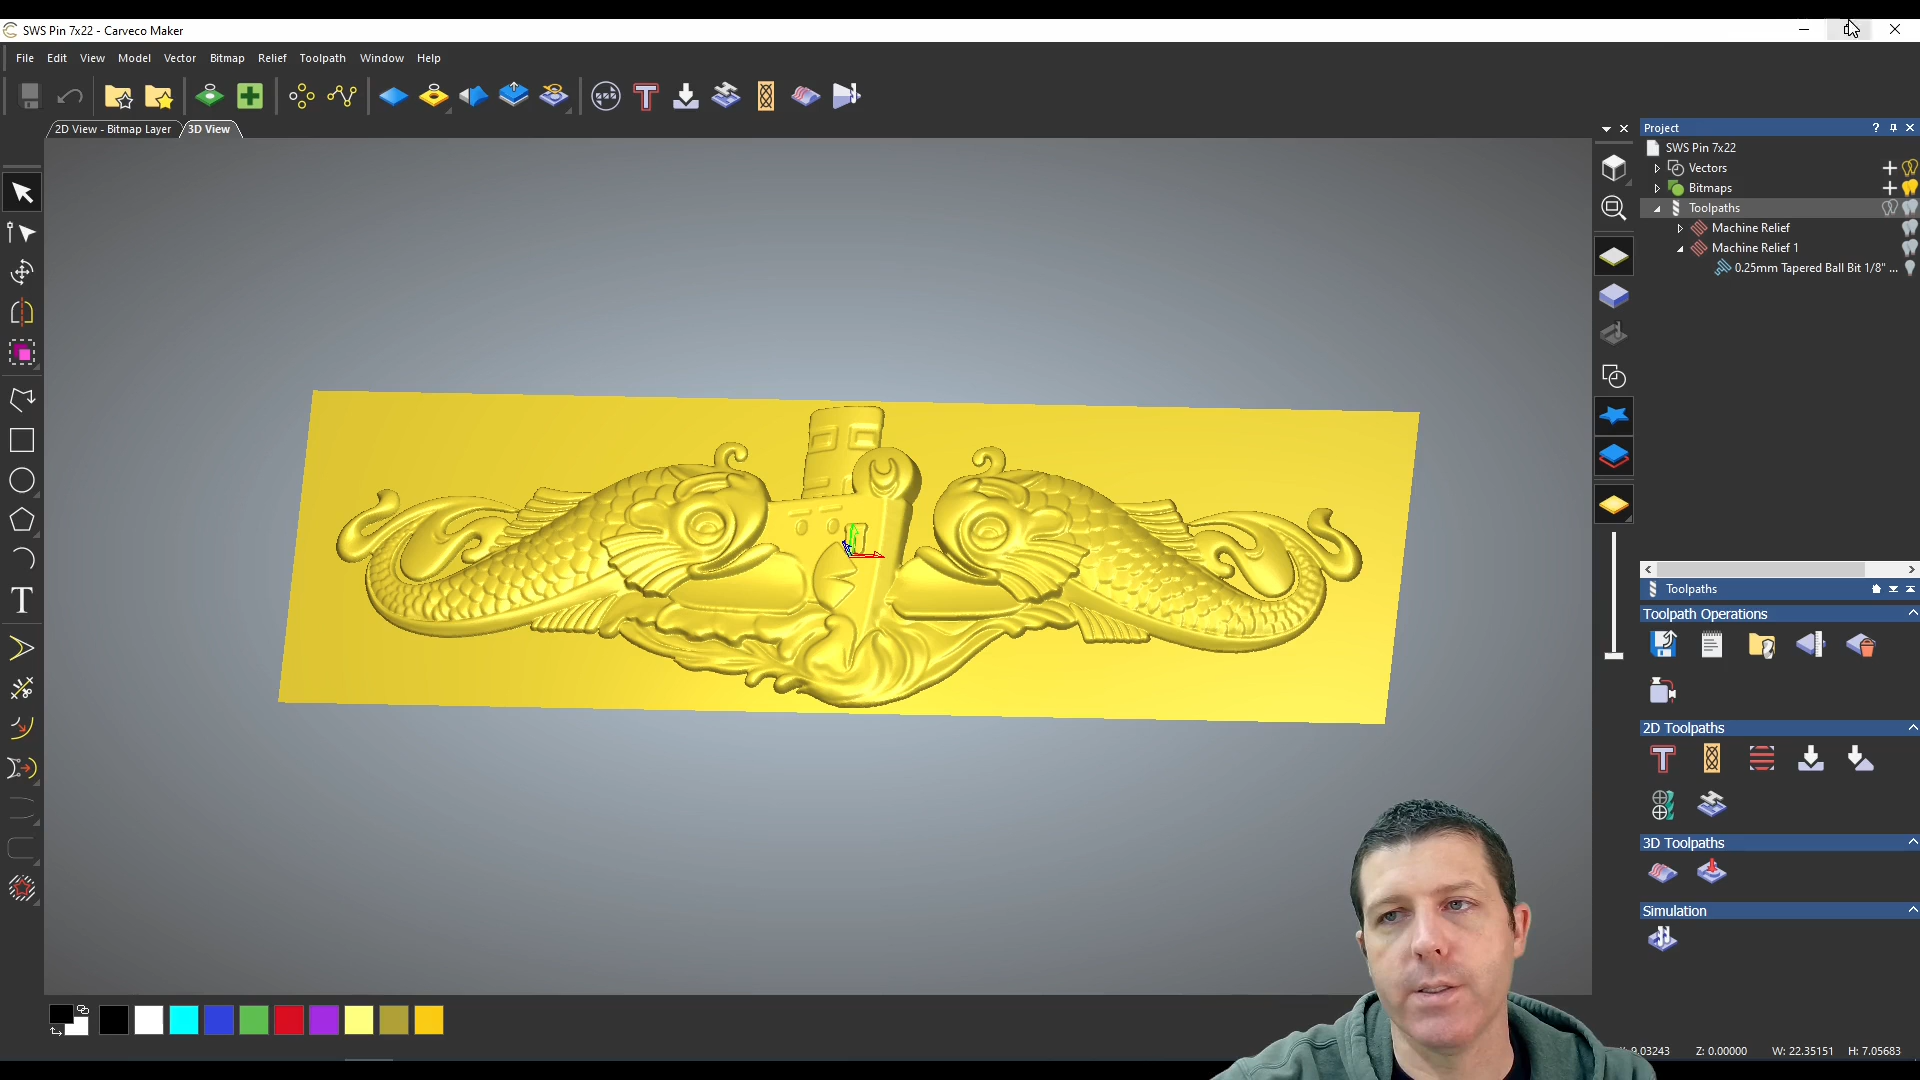 SWS Pin 7x22 - Carveco Maker
File Edit View Model Vector Bitmap Relief Toolpath Window Help
2D View - Bitmap Layer 3D View
Project
SWS Pin 7x22
Vectors
Bitmaps
Toolpaths
Machine Relief
Machine Relief 1
0.25mm Tapered Ball Bit 1/8" ...
Toolpaths
Toolpath Operations
2D Toolpaths
3D Toolpaths
Simulation
9.03243 Z: 0.00000 W: 22.35151 H: 7.05683